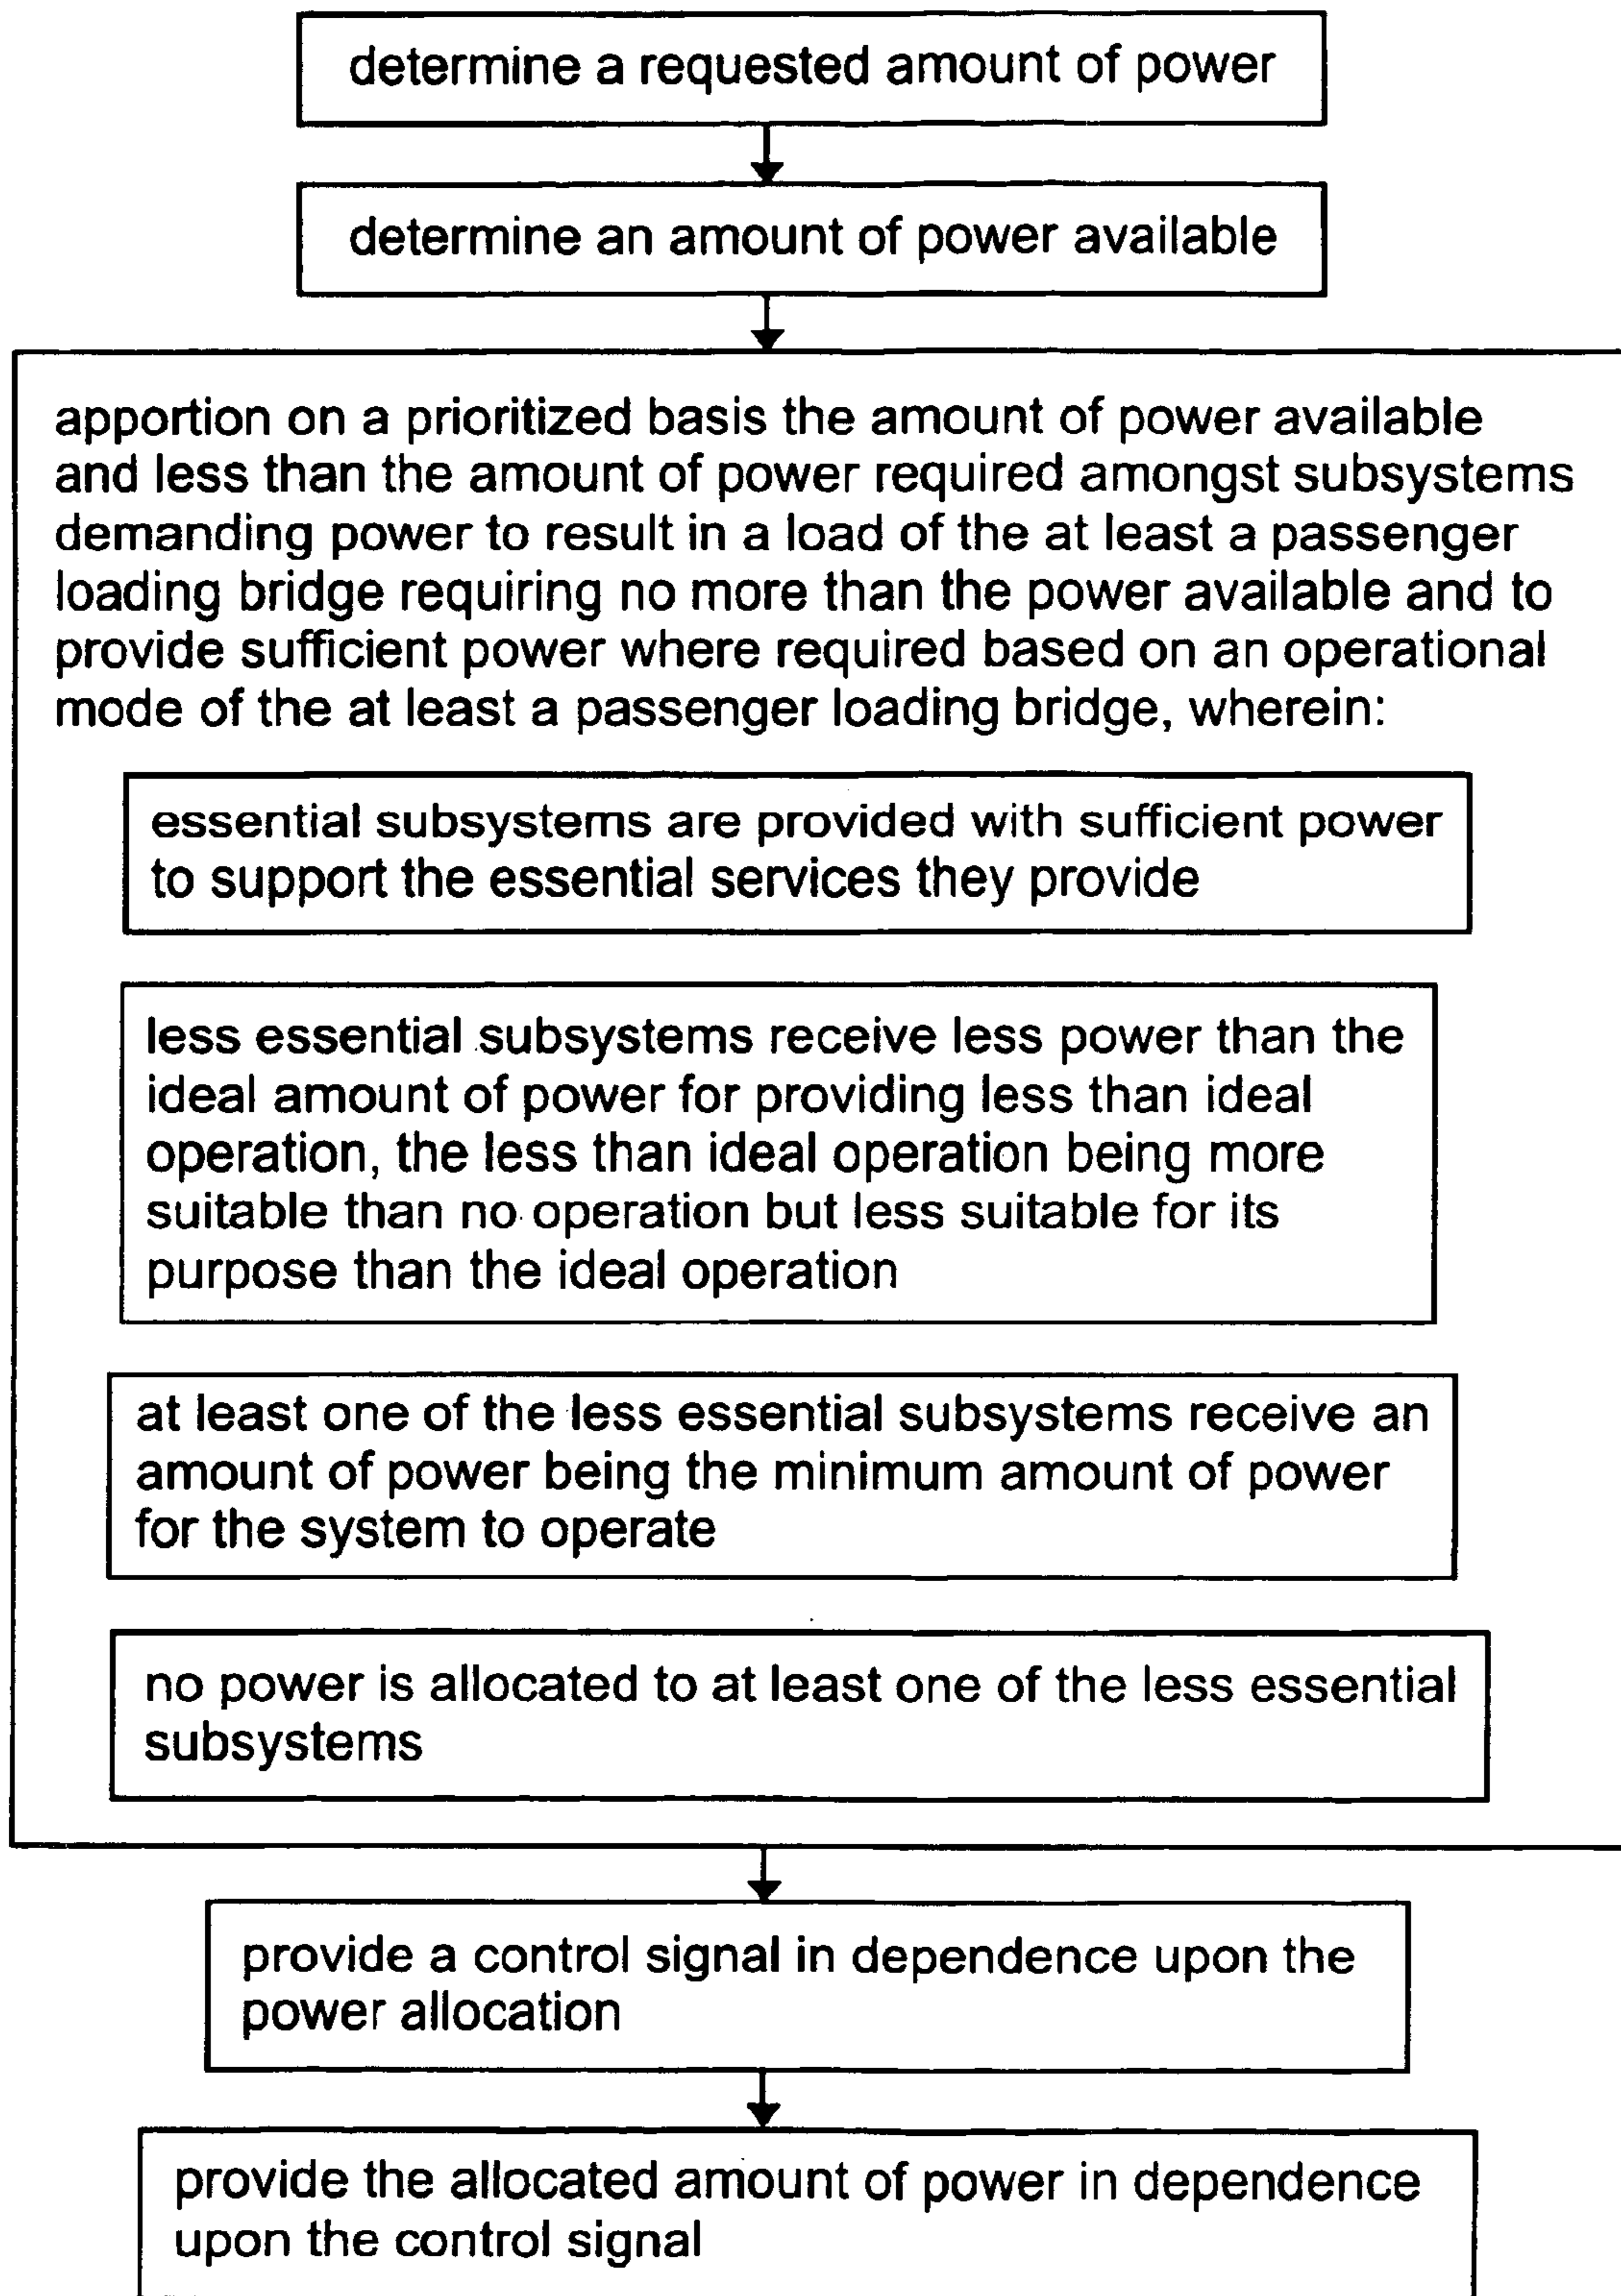 determine a requested amount of power
determine an amount of power available
apportion on a prioritized basis the amount of power available
and less than the amount of power required amongst subsystems
demanding power to result in a load of the at least a passenger
loading bridge requiring no more than the power available and to
provide sufficient power where required based on an operational
mode of the at least a passenger loading bridge, wherein:
essential subsystems are provided with sufficient power
to support the essential services they provide
less essential subsystems receive less power than the
ideal amount of power for providing less than ideal
operation, the less than ideal operation being more
suitable than no operation but less suitable for its
purpose than the ideal operation
at least one of the less essential subsystems receive an
amount of power being the minimum amount of power
for the system to operate
no power is allocated to at least one of the less essential
subsystems
provide a control signal in dependence upon the
power allocation
provide the allocated amount of power in dependence
upon the control signal